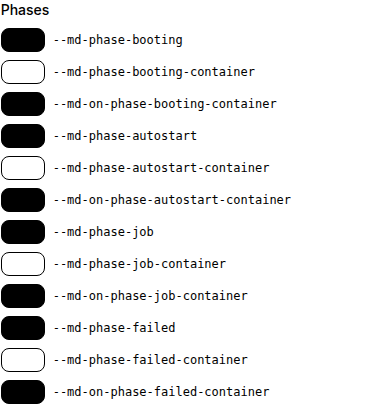 Phases
--md-phase-booting
--md-phase-booting-container
--md-on-phase-booting-container
--md-phase-autostart
--md-phase-autostart-container
--md-on-phase-autostart-container
--md-phase-job
--md-phase-job-container
--md-on-phase-job-container
--md-phase-failed
--md-phase-failed-container
--md-on-phase-failed-container